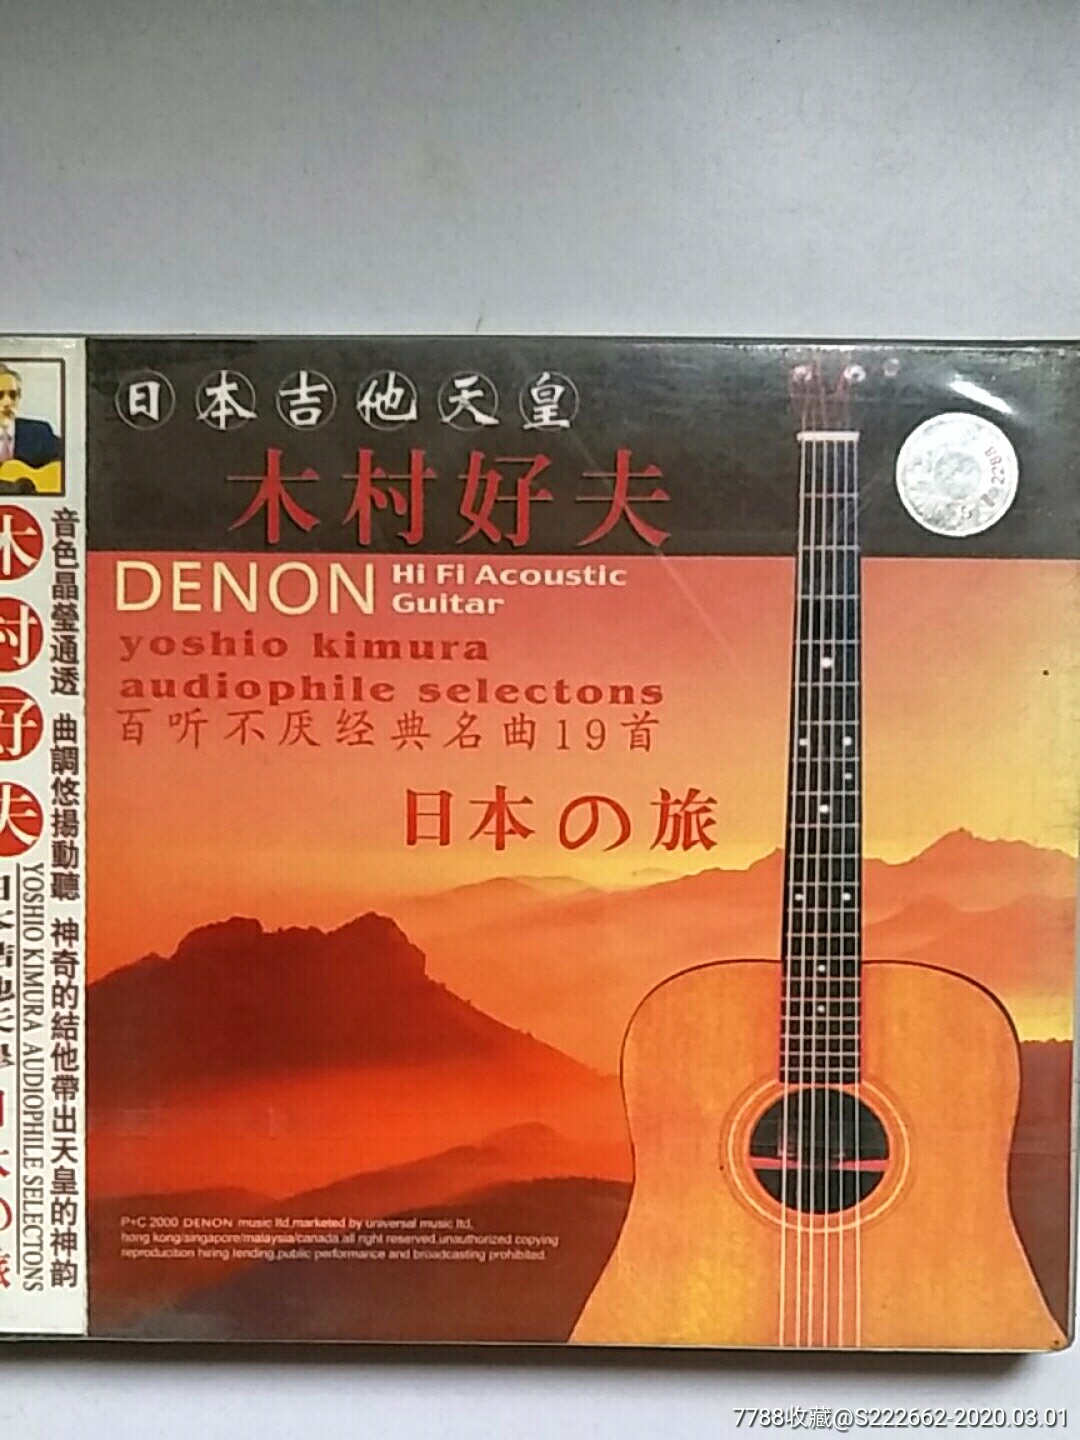 日本吉他天皇
木村好夫
DENON Hi Fi Acoustic
Guitar
yoshio kimura
audiophile selectons
百听不厌经典名曲19首
日本の旅
P+C 2000 DENON music ltd,marketed by universal music ltd,
hong kong/singapore/malaysia/canada.all right reserved.unauthorized copying
reproducition hiring lending,public performance and broadcasting prohibited.
音色晶瑩通透 曲調悠揚動聽 神奇的結他帶出天皇的神韵
木村好夫
YOSHIO KIMURA AUDIOPHILE SELECTONS
7788收藏@S222662-2020.03.01